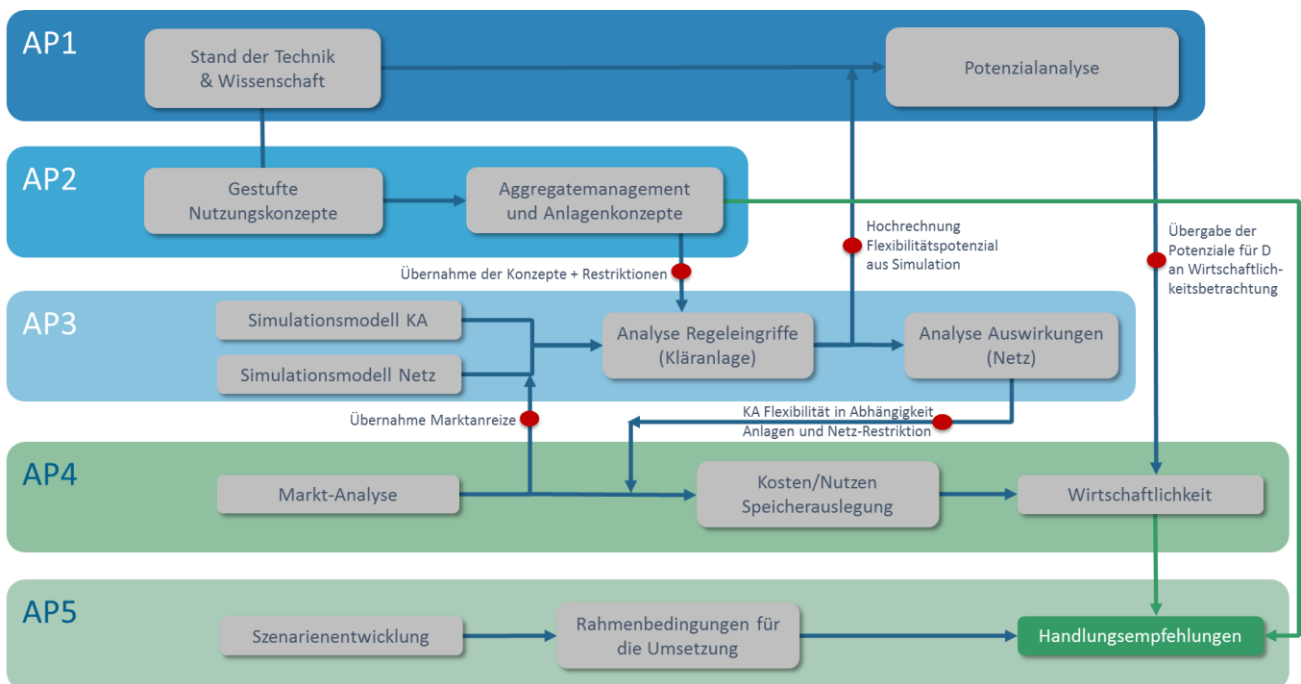 AP1
Stand der Technik
& Wissenschaft
Potenzialanalyse
AP2
Gestufte
Nutzungskonzepte
Aggregatemanagement
und Anlagenkonzepte
Hochrechnung
Flexibilitätspotenzial
aus Simulation
Übergabe der
Potenziale für D
an Wirtschaftlich-
keitsbetrachtung
Übernahme der Konzepte + Restriktionen
AP3
Simulationsmodell KA
Simulationsmodell Netz
Analyse Regeleingriffe
(Kläranlage)
Analyse Auswirkungen
(Netz)
Übernahme Marktanreize
KA Flexibilität in Abhängigkeit
Anlagen und Netz-Restriktion
AP4
Markt-Analyse
Kosten/Nutzen
Speicherauslegung
Wirtschaftlichkeit
AP5
Szenarienentwicklung
Rahmenbedingungen für
die Umsetzung
Handlungsempfehlungen